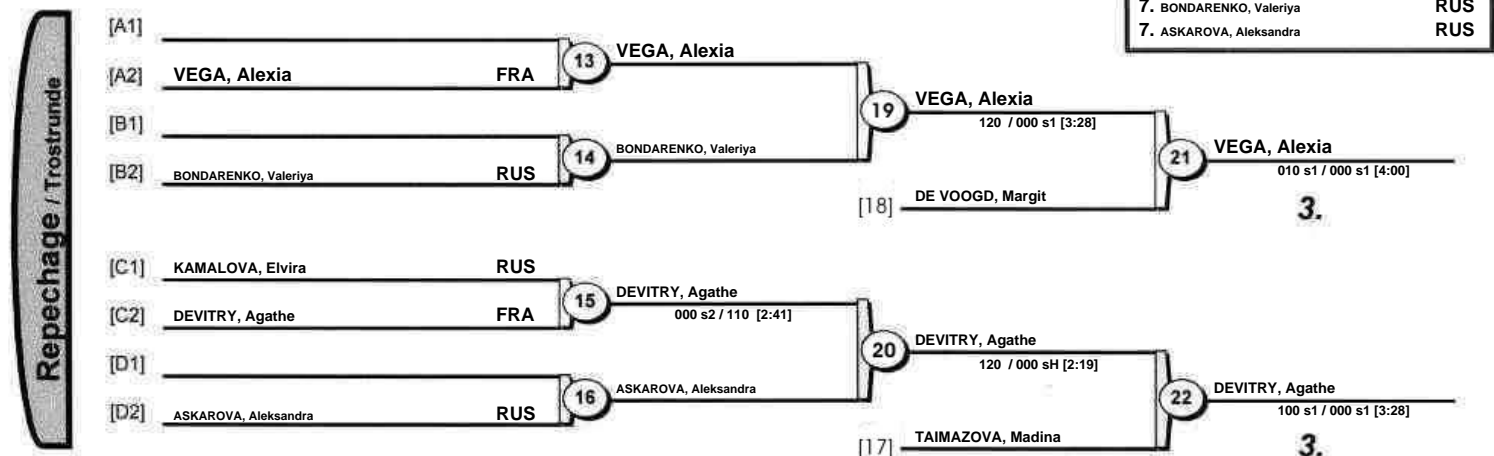 7. BONDARENKO, Valeriya RUS
7. ASKAROVA, Aleksandra RUS
Repechage / Trostrunde
[A1]
[A2] VEGA, Alexia FRA
13
VEGA, Alexia
[B1]
[B2] BONDARENKO, Valeriya RUS
14
BONDARENKO, Valeriya
19
VEGA, Alexia
120 / 000 s1 [3:28]
[18] DE VOOGD, Margit
21
VEGA, Alexia
010 s1 / 000 s1 [4:00]
3.
[C1] KAMALOVA, Elvira RUS
[C2] DEVITRY, Agathe FRA
15
DEVITRY, Agathe
000 s2 / 110 [2:41]
[D1]
[D2] ASKAROVA, Aleksandra RUS
16
ASKAROVA, Aleksandra
20
DEVITRY, Agathe
120 / 000 sH [2:19]
[17] TAIMAZOVA, Madina
22
DEVITRY, Agathe
100 s1 / 000 s1 [3:28]
3.